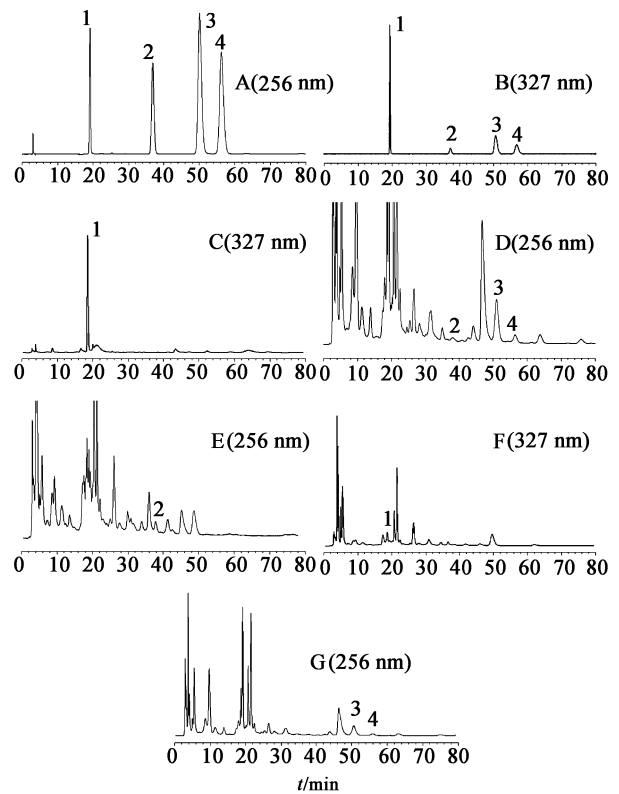 1 2 3 4
A(256 nm)
0 10 20 30 40 50 60 70 80
1 2 3 4
B(327 nm)
0 10 20 30 40 50 60 70 80
1
C(327 nm)
0 10 20 30 40 50 60 70 80
D(256 nm)
2 3 4
0 10 20 30 40 50 60 70 80
E(256 nm)
2
0 10 20 30 40 50 60 70 80
F(327 nm)
1
0 10 20 30 40 50 60 70 80
G(256 nm)
3 4
0 10 20 30 40 50 60 70 80
t/min